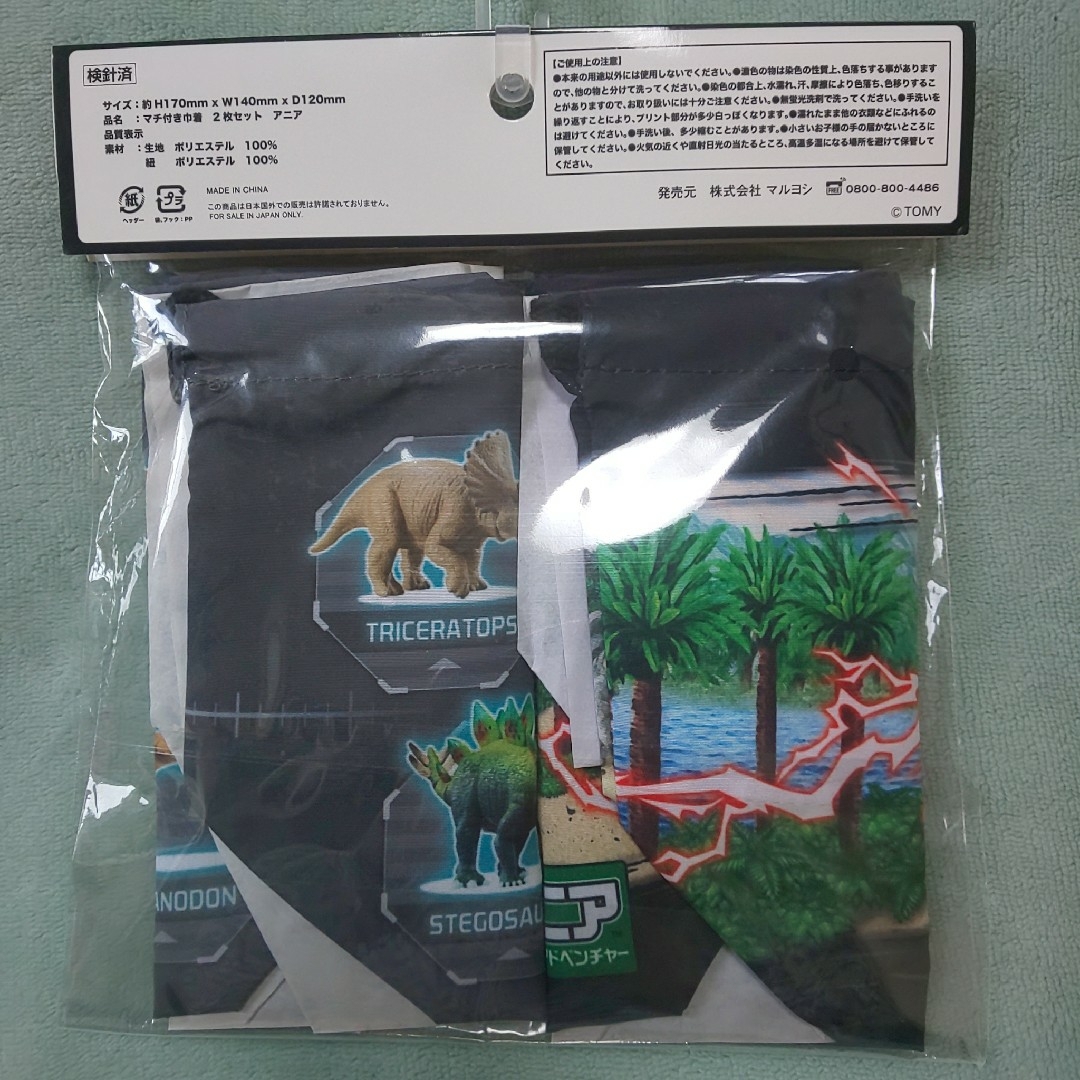 検針済
サイズ：約 H170mm x W140mm x D120mm
品名　：マチ付き巾着　2枚セット　アニア
品質表示
素材　：生地　ポリエステル　100%
紐　ポリエステル　100%
紙
ヘッダー
プラ
袋、フック：PP
MADE IN CHINA
この商品は日本国外での販売は許諾されておりません。
FOR SALE IN JAPAN ONLY.
【ご使用上の注意】
●本来の用途以外には使用しないでください。●濃色の物は染色の性質上、色落ちする事があります
ので、他の物と分けて洗ってください。●染色の都合上、水濡れ、汗、摩擦により色落ち、色移りするこ
とがありますので、お取り扱いには十分ご注意ください。●無蛍光洗剤で洗ってください。●手洗いを
繰り返すことにより、プリント部分が多少白っぽくなります。●濡れたまま他の衣類などにふれるの
は避けてください。●手洗い後、多少縮むことがあります。●小さいお子様の手の届かないところに
保管してください。●火気の近くや直射日光の当たるところ、高温多湿になる場所を避けて保管して
ください。
発売元　株式会社 マルヨシ　FREE 0800-800-4486
©TOMY
TRICERATOPS
ANODON
STEGOSAU
ニア
ドベンチャー